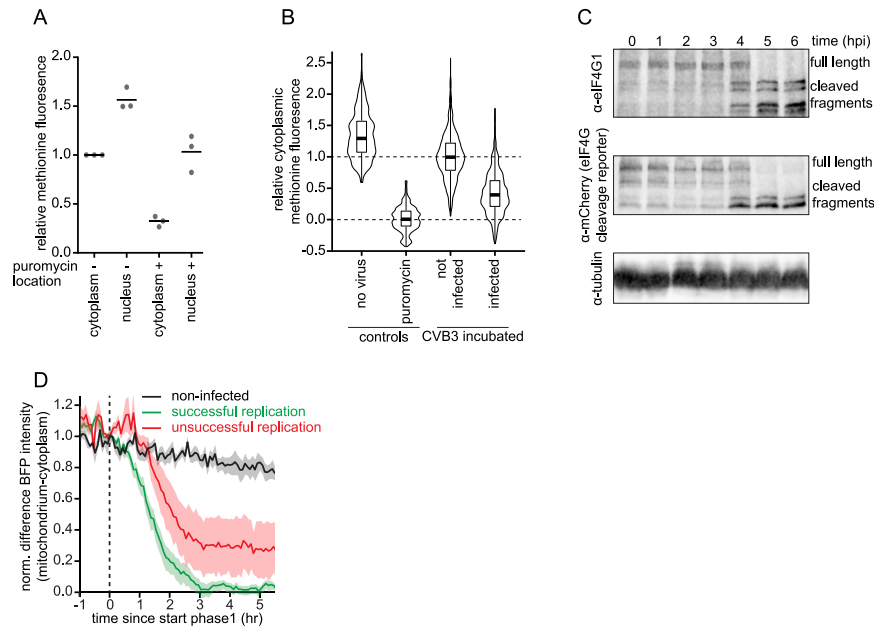 A
relative methionine fluorescence
2.0
1.5
1.0
0.5
0.0
puromycin
location
cytoplasm -
nucleus -
cytoplasm +
nucleus +
B
relative cytoplasmic
methionine fluorescence
2.5
2.0
1.5
1.0
0.5
0.0
-0.5
no virus
puromycin
not
infected
infected
controls
CVB3 incubated
C
0 1 2 3 4 5 6 time (hpi)
α-eIF4G1
full length
cleaved
fragments
α-mCherry (eIF4G
cleavage reporter)
full length
cleaved
fragments
α-tubulin
D
non-infected
successful replication
unsuccessful replication
norm. difference BFP intensity
(mitochondrium-cytoplasm)
1.2
1.0
0.8
0.6
0.4
0.2
0.0
-1 0 1 2 3 4 5
time since start phase1 (hr)